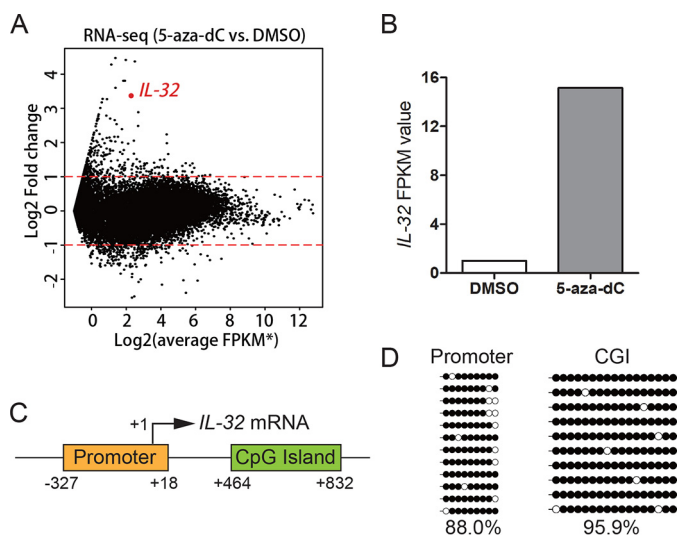 A
RNA-seq (5-aza-dC vs. DMSO)
Log2 Fold change
4
3
2
1
0
-1
-2
IL-32
0 2 4 6 8 10 12
Log2(average FPKM*)
B
IL-32 FPKM value
16
12
8
4
0
DMSO 5-aza-dC
C
+1 IL-32 mRNA
Promoter CpG Island
-327 +18 +464 +832
D
Promoter CGI
88.0% 95.9%